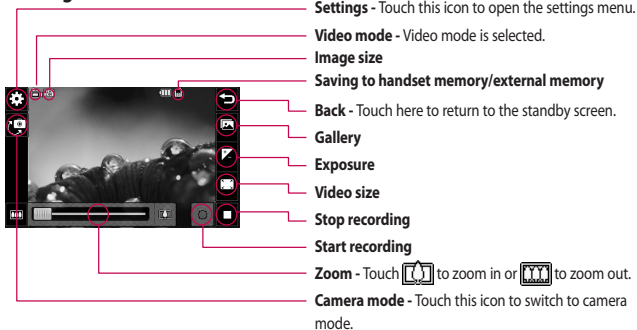 Settings - Touch this icon to open the settings menu.
Video mode - Video mode is selected.
Image size
Saving to handset memory/external memory
Back - Touch here to return to the standby screen.
Gallery
Exposure
Video size
Stop recording
Start recording
Zoom - Touch to zoom in or to zoom out.
Camera mode - Touch this icon to switch to camera
mode.